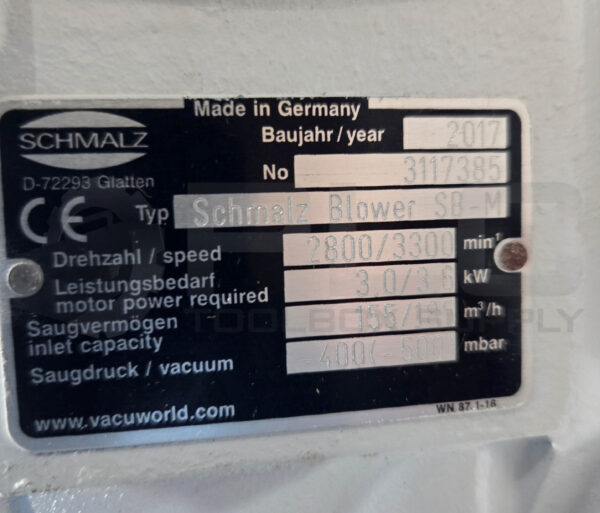 Made in Germany
SCHMALZ
Baujahr / year 2017
D-72293 Glatten
No 3117385
CE Typ Schmalz Blower SB-M
Drehzahl / speed 2800/3300 min
Leistungsbedarf
motor power required 3.0/3.6 kW
Saugvermögen
inlet capacity m³/h
Saugdruck / vacuum mbar
www.vacuworld.com
WN 87.1-16
TOOLBOX SUPPLY